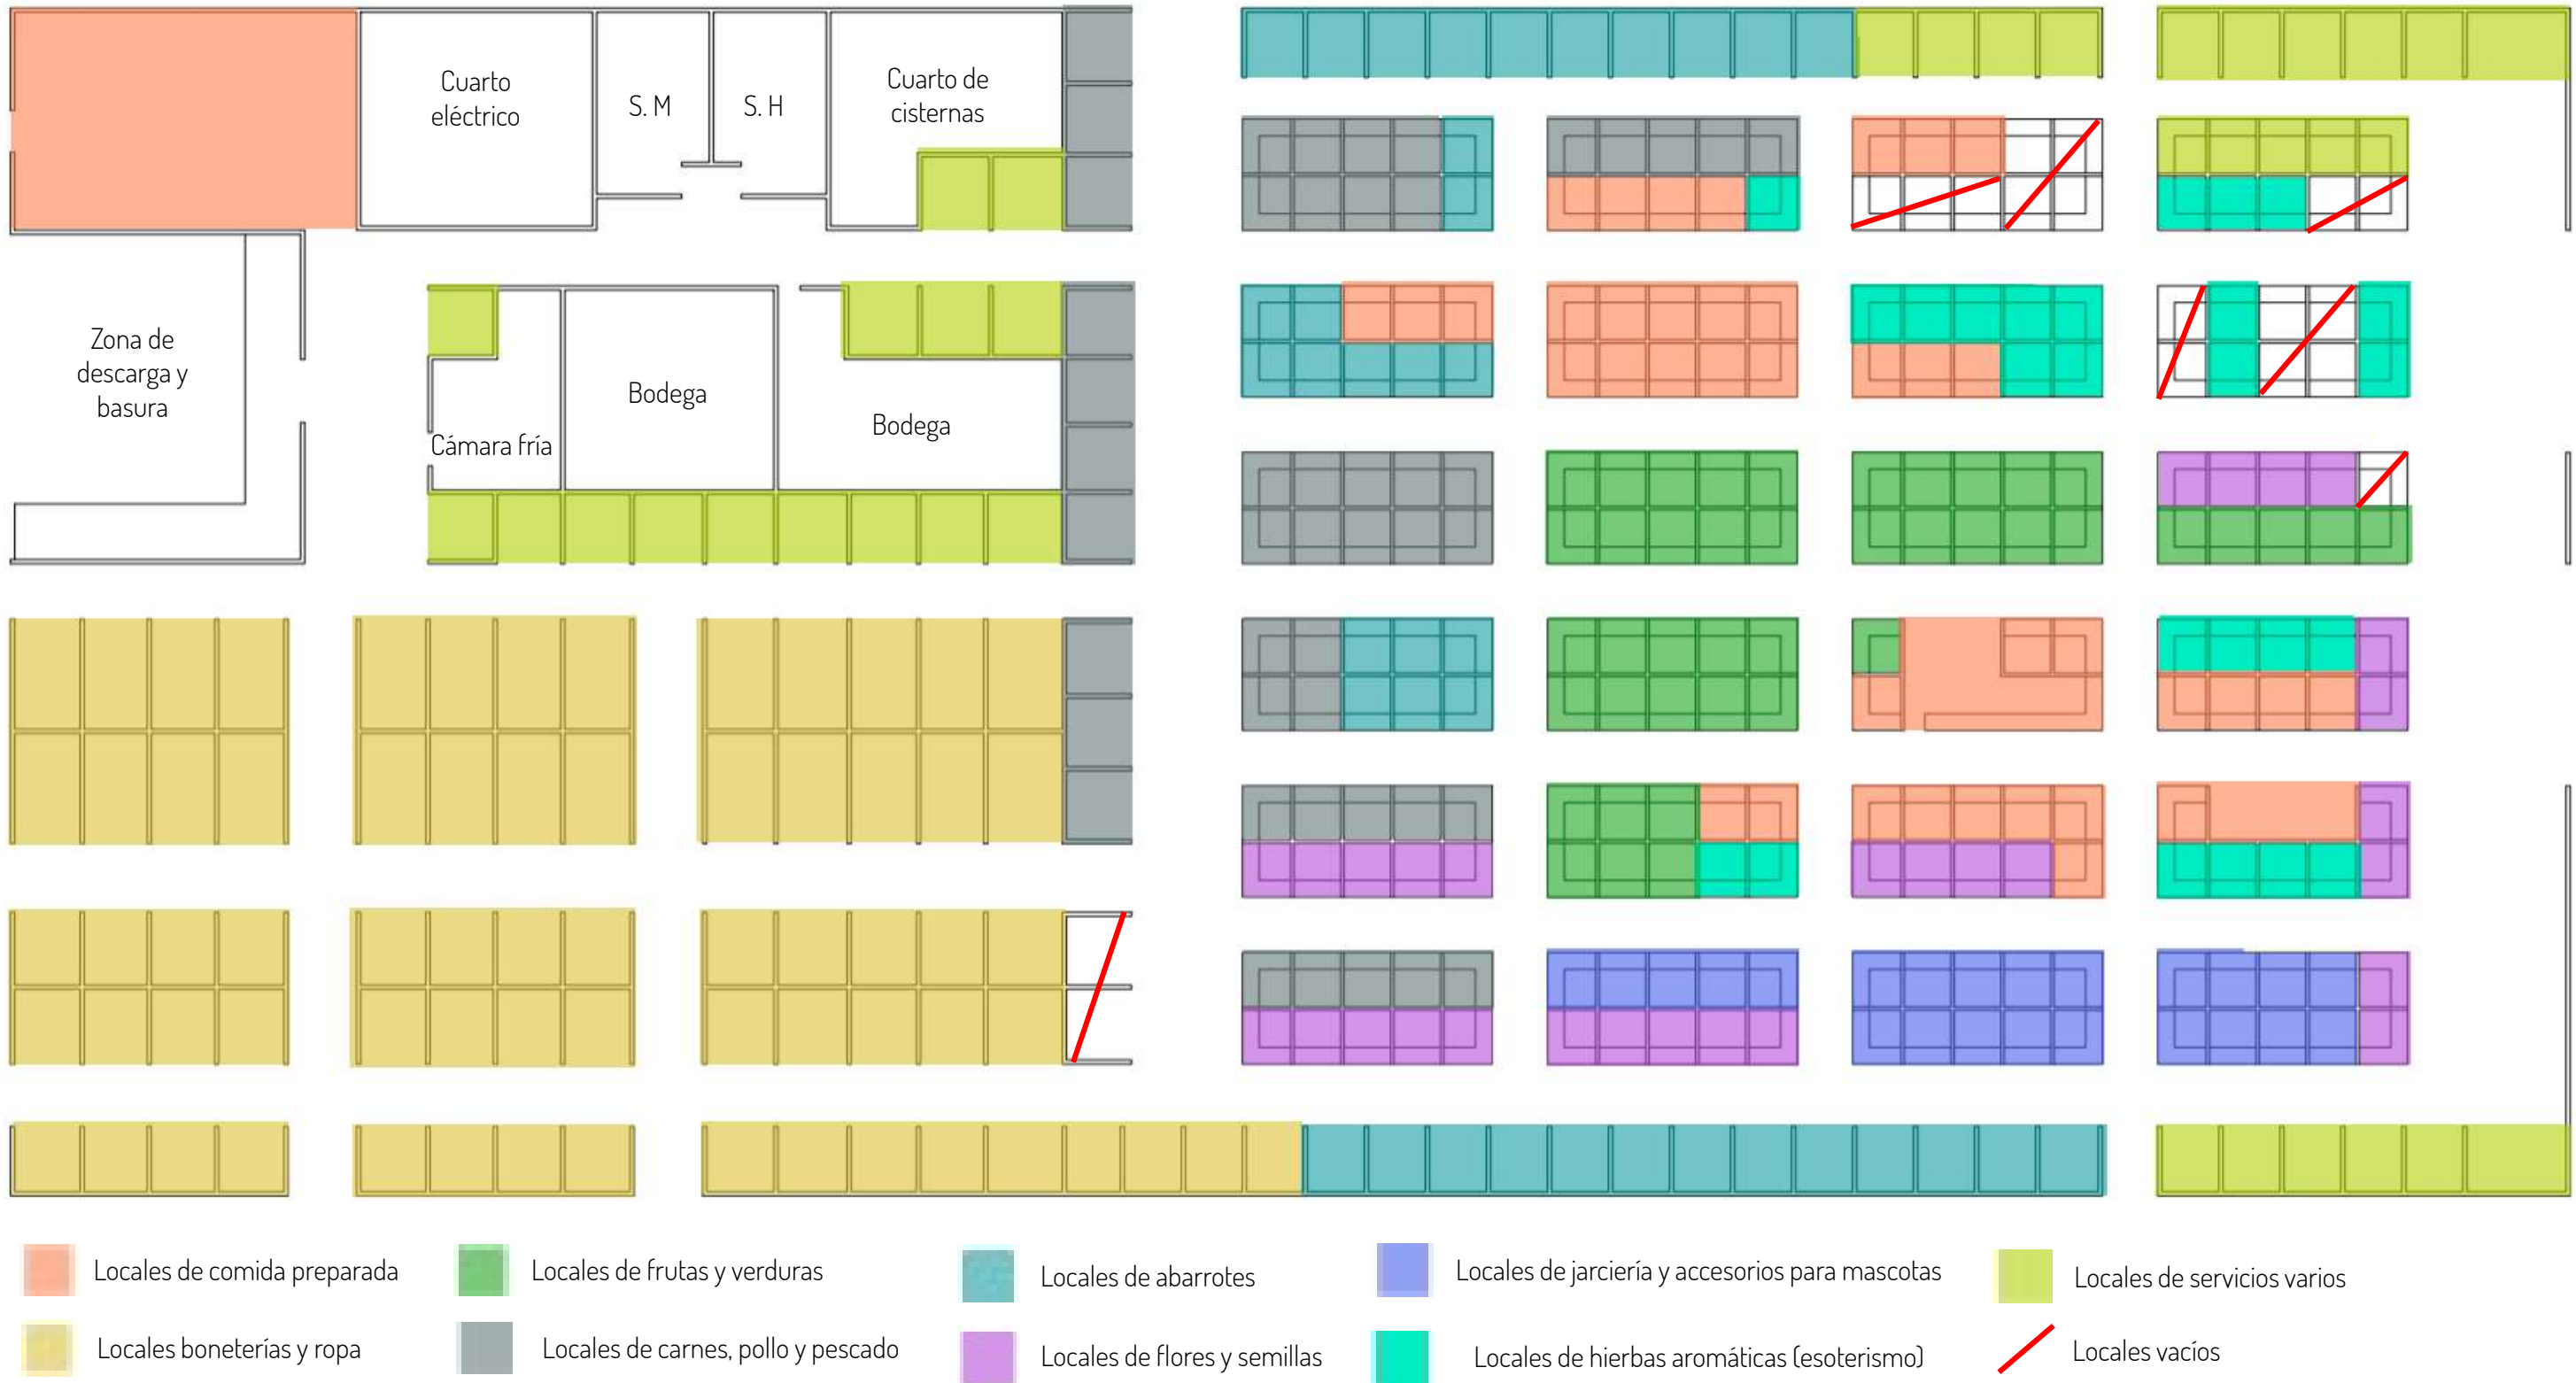 Cuarto
eléctrico
S. M
S. H
Cuarto de
cisternas
Zona de
descarga y
basura
Cámara fría
Bodega
Bodega
Locales de comida preparada
Locales de frutas y verduras
Locales de abarrotes
Locales de jarciería y accesorios para mascotas
Locales de servicios varios
Locales boneterías y ropa
Locales de carnes, pollo y pescado
Locales de flores y semillas
Locales de hierbas aromáticas (esoterismo)
Locales vacíos